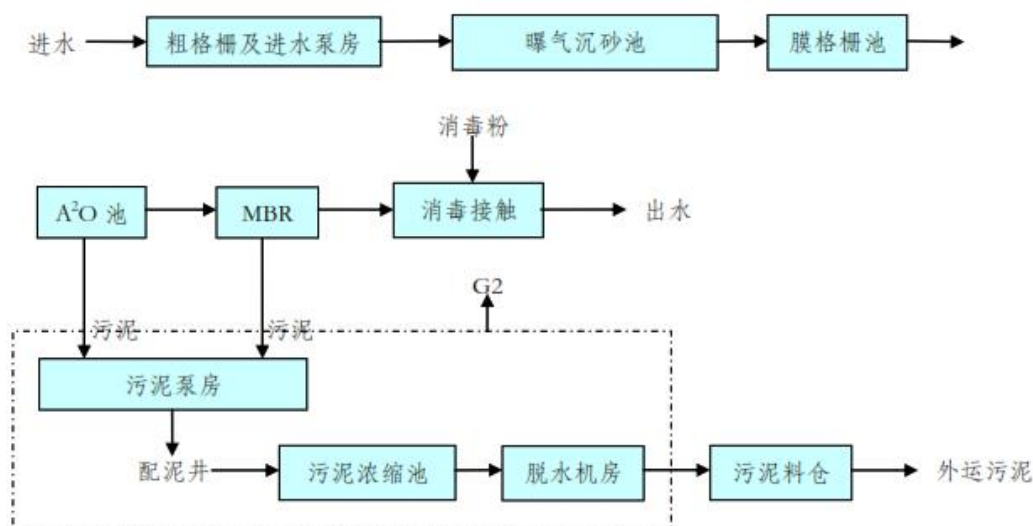 进水
粗格栅及进水泵房
曝气沉砂池
膜格栅池
消毒粉
A²O 池
MBR
消毒接触
出水
G2
污泥
污泥
污泥泵房
配泥井
污泥浓缩池
脱水机房
污泥料仓
外运污泥